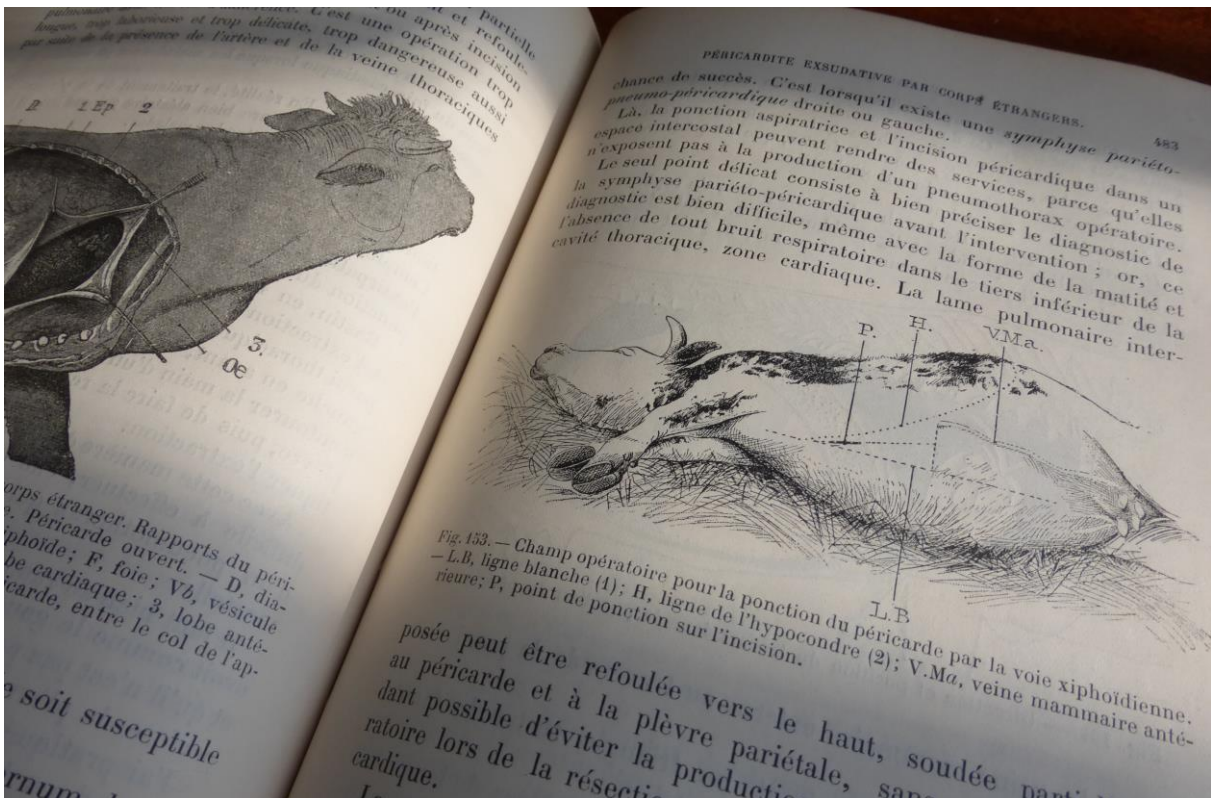 partielle
et refoule-
pulmonaire
adhérence. C'est une
ou après incision
longue, trop laborieuse et trop délicate, trop dangereuse aussi
opération trop
par suite de la présence de l'artère et de la veine thoraciques
D 1 Ep 2
3.
Oe
corps étranger. Rapports du péri-
e. Péricarde ouvert. — D, dia-
iphoïde; F, foie; Vb, vésicule
be cardiaque; 3, lobe anté-
icarde, entre le col de l'ap-
e soit susceptible
ernum
PÉRICARDITE EXSUDATIVE PAR CORPS ÉTRANGERS. 483
chance de succès. C'est lorsqu'il existe une symphyse pariéto-
pneumo-péricardique droite ou gauche.
Là, la ponction aspiratrice et l'incision péricardique dans un
espace intercostal peuvent rendre des services, parce qu'elles
n'exposent pas à la production d'un pneumothorax opératoire.
Le seul point délicat consiste à bien préciser le diagnostic de
la symphyse pariéto-péricardique avant l'intervention; or, ce
diagnostic est bien difficile, même avec la forme de la matité et
l'absence de tout bruit respiratoire dans le tiers inférieur de la
cavité thoracique, zone cardiaque. La lame pulmonaire inter-
P. H. V.Ma.
L.B
Fig. 153. — Champ opératoire pour la ponction du péricarde par la voie xiphoïdienne.
— L.B, ligne blanche (1); H, ligne de l'hypocondre (2); V.Ma, veine mammaire anté-
rieure; P, point de ponction sur l'incision.
posée peut être refoulée vers le haut, soudée
au péricarde et à la plèvre pariétale,
dant possible d'éviter la production
ratoire lors de la résection
cardique.